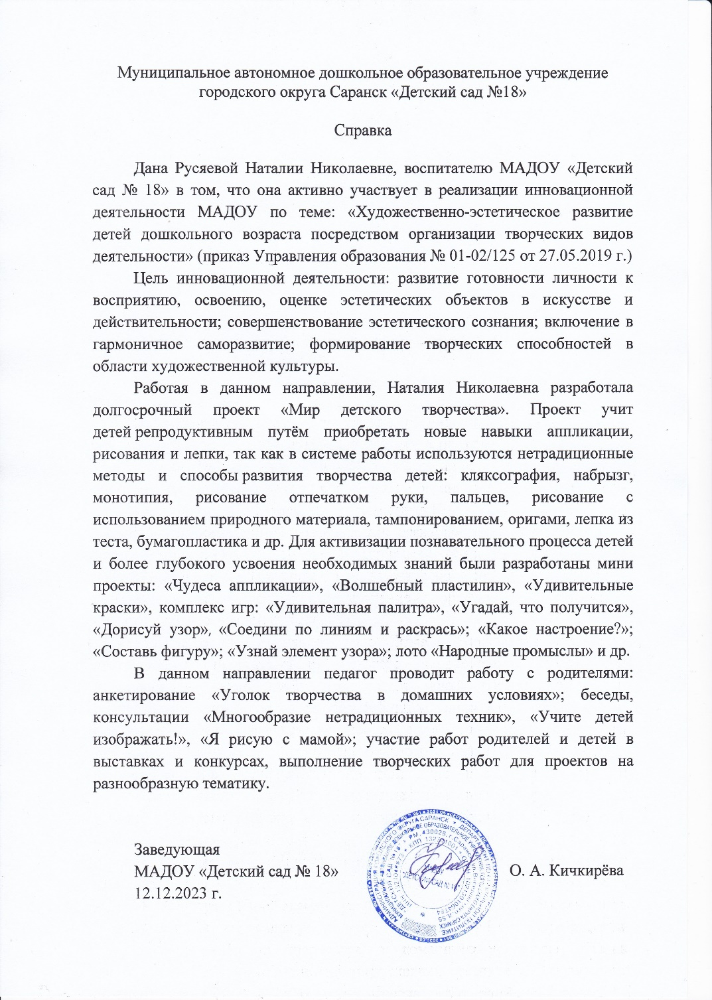 Муниципальное автономное дошкольное образовательное учреждение
городского округа Саранск «Детский сад №18»
Справка
Дана Русяевой Наталии Николаевне, воспитателю МАДОУ «Детский
сад № 18» в том, что она активно участвует в реализации инновационной
деятельности МАДОУ по теме: «Художественно-эстетическое развитие
детей дошкольного возраста посредством организации творческих видов
деятельности» (приказ Управления образования № 01-02/125 от 27.05.2019 г.)
Цель инновационной деятельности: развитие готовности личности к
восприятию, освоению, оценке эстетических объектов в искусстве и
действительности; совершенствование эстетического сознания; включение в
гармоничное саморазвитие; формирование творческих способностей в
области художественной культуры.
Работая в данном направлении, Наталия Николаевна разработала
долгосрочный проект «Мир детского творчества». Проект учит
детей репродуктивным путём приобретать новые навыки аппликации,
рисования и лепки, так как в системе работы используются нетрадиционные
методы и способы развития творчества детей: кляксография, набрызг,
монотипия, рисование отпечатком руки, пальцев, рисование с
использованием природного материала, тампонированием, оригами, лепка из
теста, бумагопластика и др. Для активизации познавательного процесса детей
и более глубокого усвоения необходимых знаний были разработаны мини
проекты: «Чудеса аппликации», «Волшебный пластилин», «Удивительные
краски», комплекс игр: «Удивительная палитра», «Угадай, что получится»,
«Дорисуй узор», «Соедини по линиям и раскрась»; «Какое настроение?»;
«Составь фигуру»; «Узнай элемент узора»; лото «Народные промыслы» и др.
В данном направлении педагог проводит работу с родителями:
анкетирование «Уголок творчества в домашних условиях»; беседы,
консультации «Многообразие нетрадиционных техник», «Учите детей
изображать!», «Я рисую с мамой»; участие работ родителей и детей в
выставках и конкурсах, выполнение творческих работ для проектов на
разнообразную тематику.
Заведующая
МАДОУ «Детский сад № 18»
О. А. Кичкирёва
12.12.2023 г.